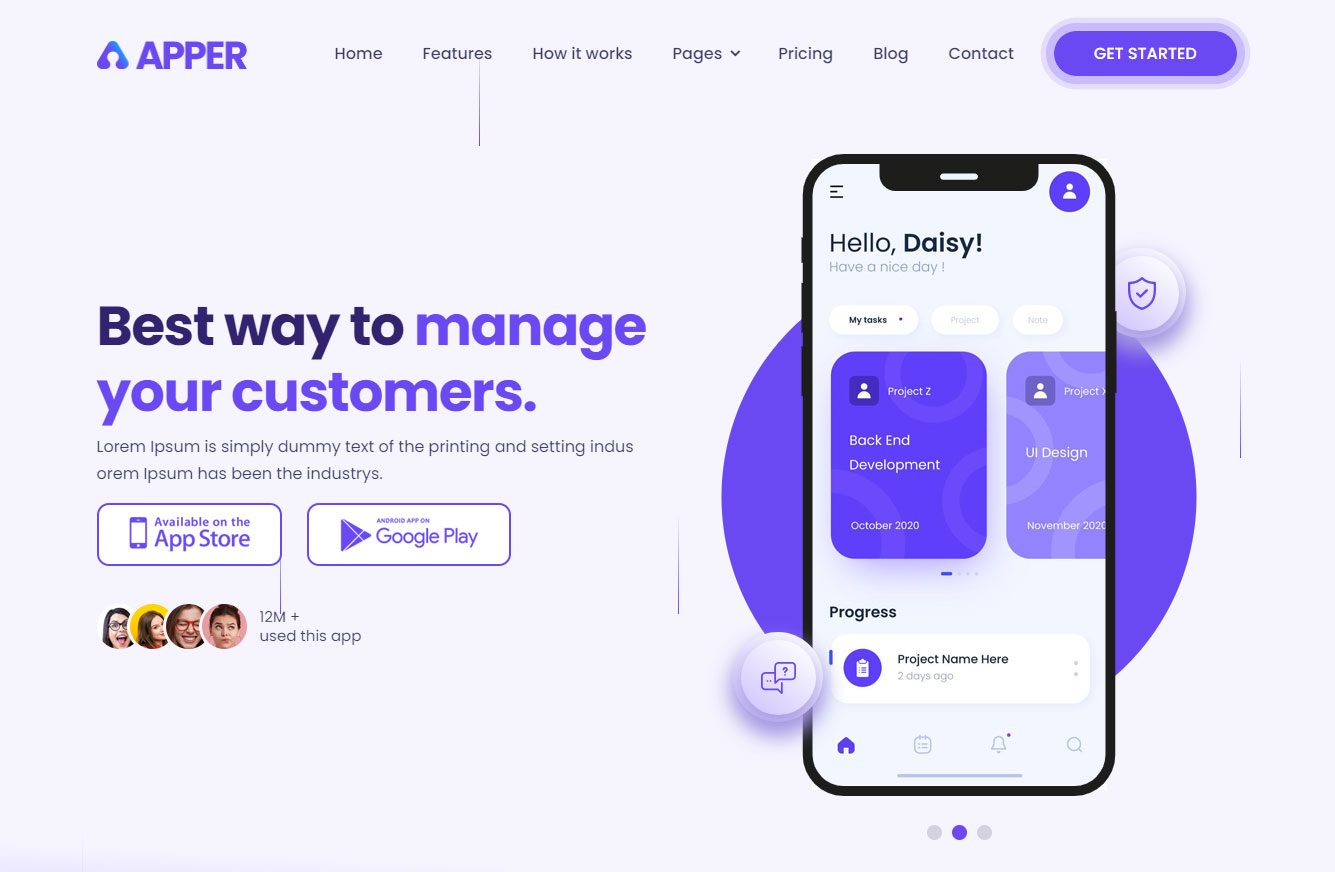 APPER
Home Features How it works Pages Pricing Blog Contact GET STARTED
Best way to manage
your customers.
Lorem Ipsum is simply dummy text of the printing and setting indus
orem Ipsum has been the industrys.
Available on the
App Store
ANDROID APP ON
Google Play
12M +
used this app
Hello, Daisy!
Have a nice day !
My tasks Project Note
Project Z
Back End
Development
October 2020
Project X
UI Design
November 2020
Progress
Project Name Here
2 days ago
?